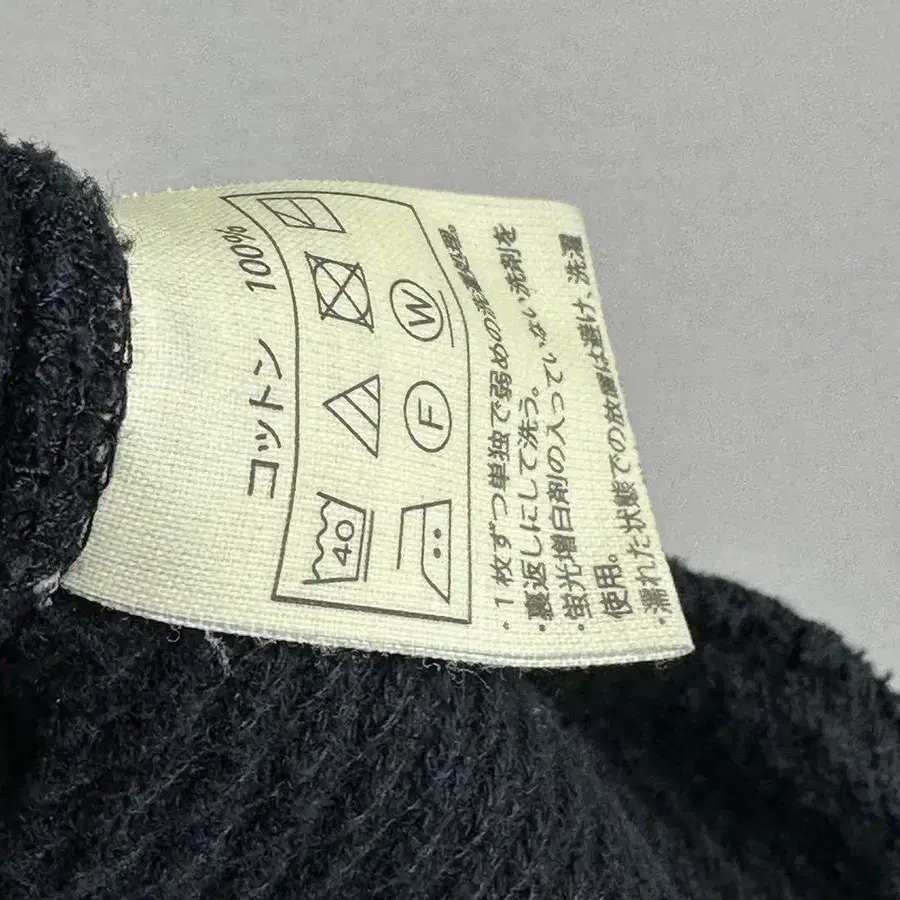 コットン 100%
40
F
W
・1枚ずつ単独で弱めの洗濯処理。
・裏返しにして洗う。
・蛍光増白剤の入っていない洗剤を
使用。
・濡れた状態での放置は避け、洗濯